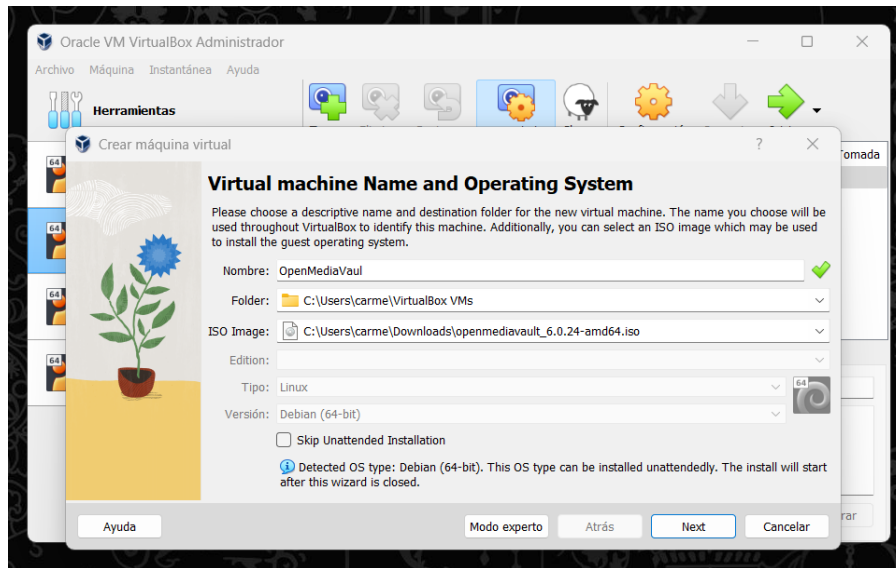 Oracle VM VirtualBox Administrador
Archivo Máquina Instantánea Ayuda
Herramientas
64
Crear máquina virtual
?
Tomada
Virtual machine Name and Operating System
Please choose a descriptive name and destination folder for the new virtual machine. The name you choose will be
used throughout VirtualBox to identify this machine. Additionally, you can select an ISO image which may be used
to install the guest operating system.
64
Nombre: OpenMediaVaul
Folder: C:\Users\carme\VirtualBox VMs
64
ISO Image: C:\Users\carme\Downloads\openmediavault_6.0.24-amd64.iso
Edition:
64
Tipo: Linux
64
Versión: Debian (64-bit)
Skip Unattended Installation
Detected OS type: Debian (64-bit). This OS type can be installed unattendedly. The install will start
after this wizard is closed.
Ayuda Modo experto Atrás Next Cancelar
rar